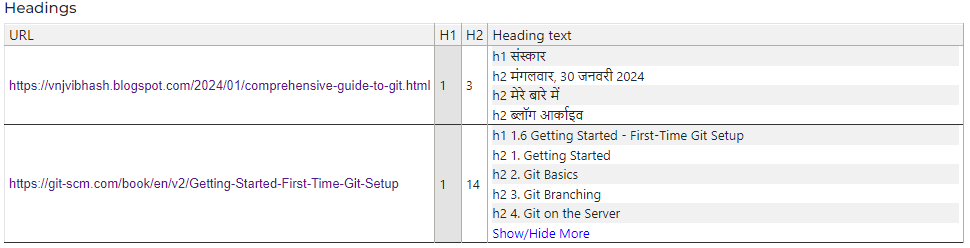 Headings
URL H1 H2 Heading text
https://vnjvibhash.blogspot.com/2024/01/comprehensive-guide-to-git.html 1 3
h1 संस्कार
h2 मंगलवार, 30 जनवरी 2024
h2 मेरे बारे में
h2 ब्लॉग आर्काइव
https://git-scm.com/book/en/v2/Getting-Started-First-Time-Git-Setup 1 14
h1 1.6 Getting Started - First-Time Git Setup
h2 1. Getting Started
h2 2. Git Basics
h2 3. Git Branching
h2 4. Git on the Server
Show/Hide More